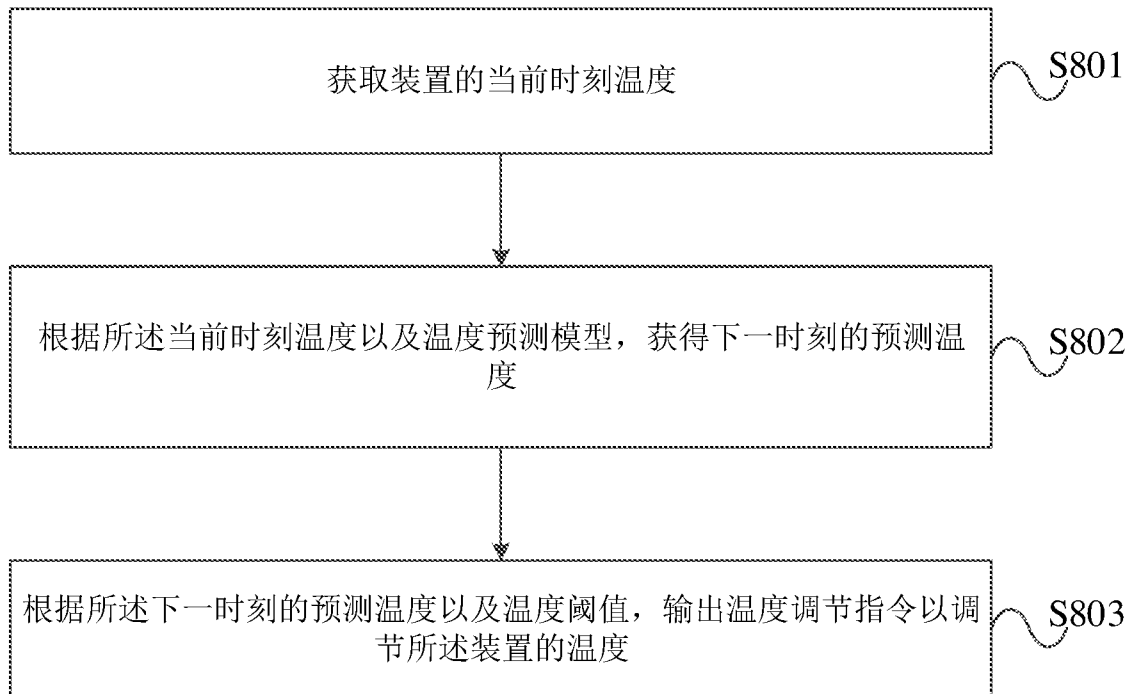 获取装置的当前时刻温度
S801
根据所述当前时刻温度以及温度预测模型，获得下一时刻的预测温
度
S802
根据所述下一时刻的预测温度以及温度阈值，输出温度调节指令以调
节所述装置的温度
S803